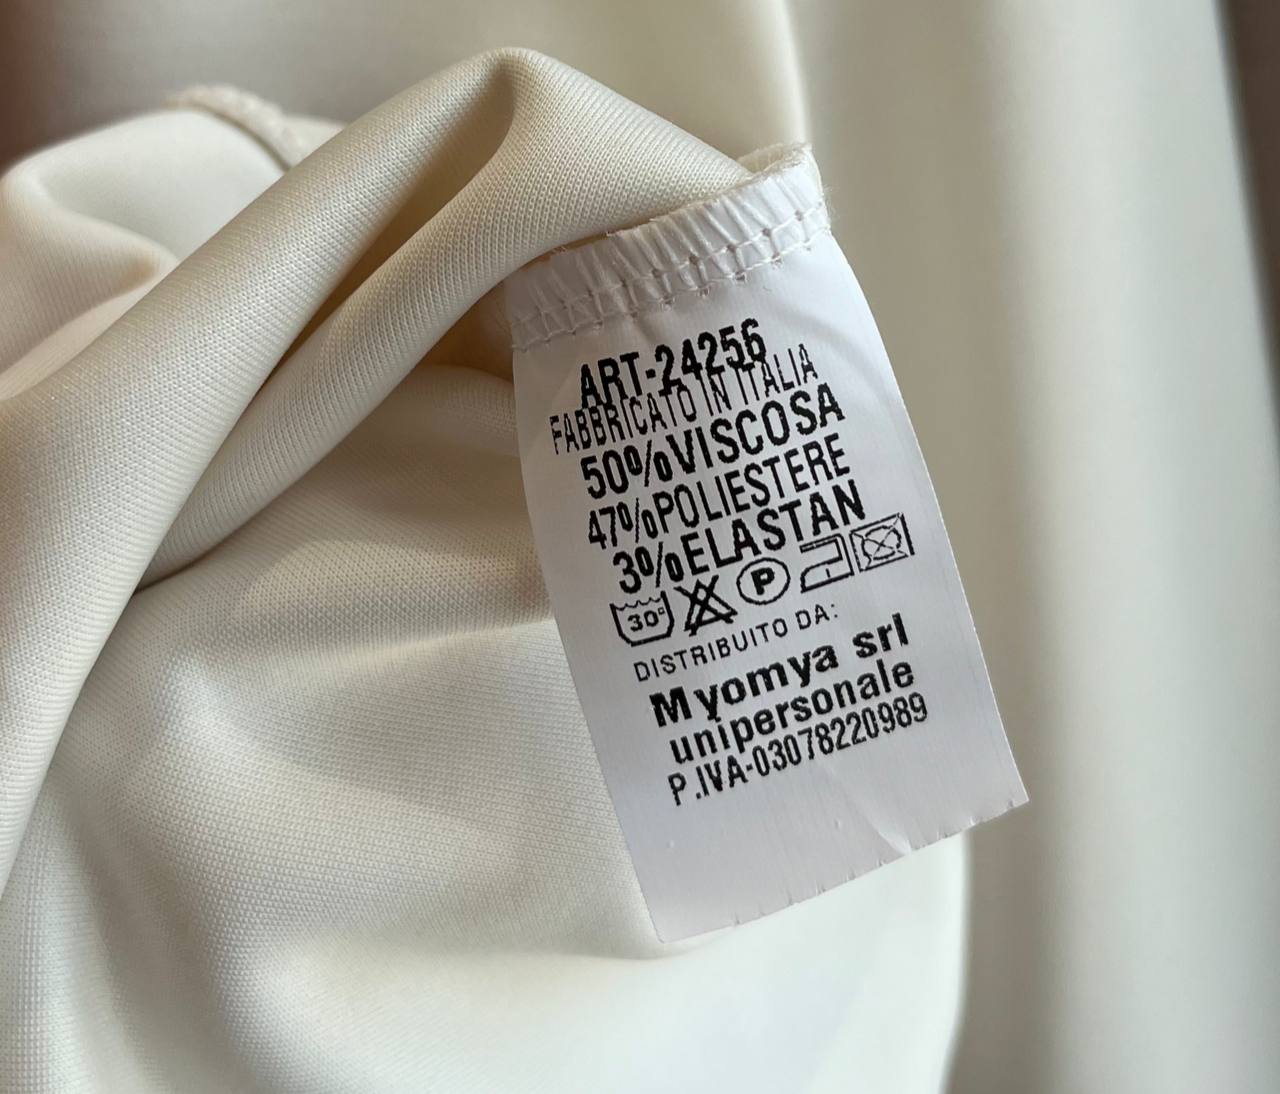 ART-24256
FABBRICATO IN ITALIA
50%VISCOSA
47%POLIESTERE
3%ELASTAN
30° P
DISTRIBUITO DA:
Myomya srl
unipersonale
P.IVA-03078220989